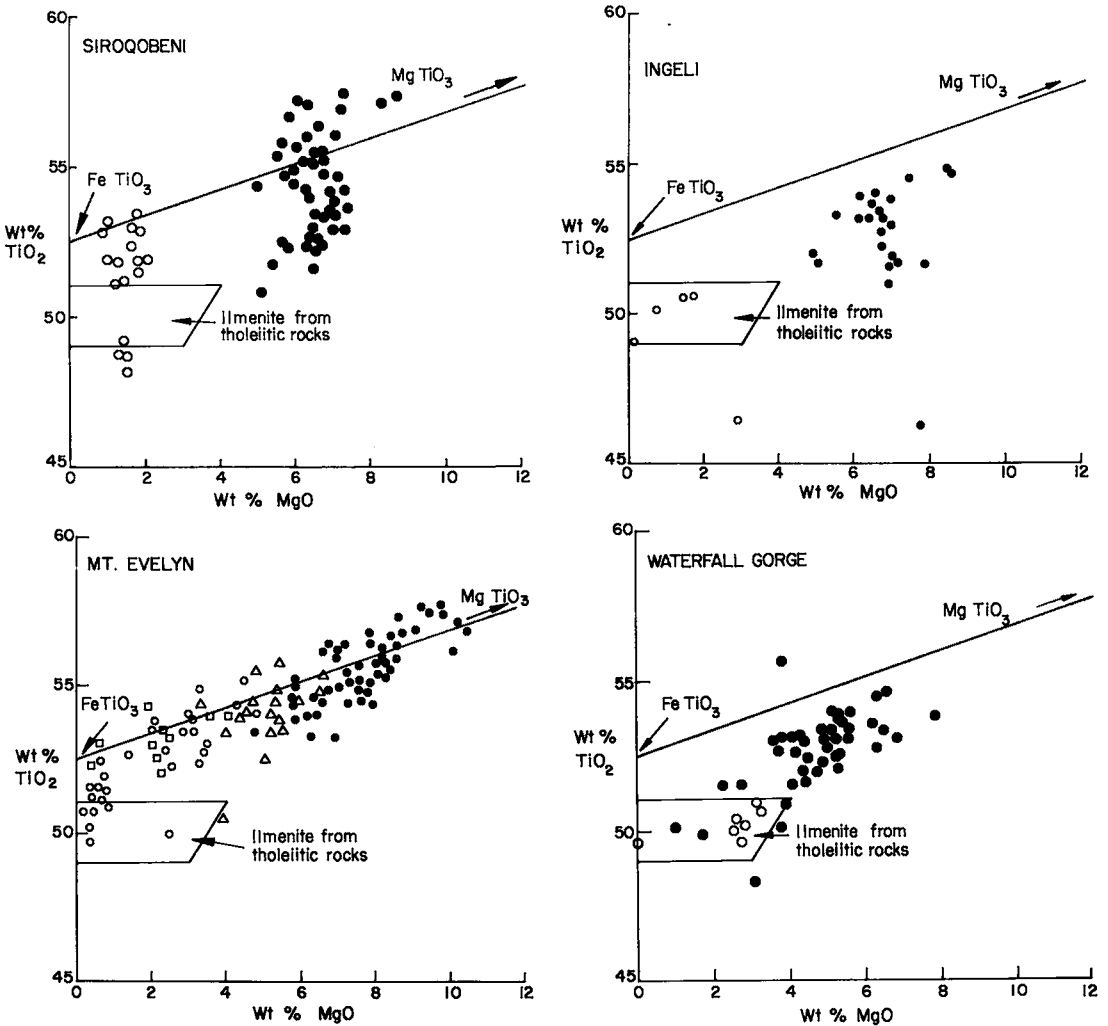 60
SIROQOBENI
Mg TiO3
55
Fe TiO3
Wt%
TiO2
50
Ilmenite from
tholeiitic rocks
45
0 2 4 6 8 10 12
Wt % MgO
60
INGELI
Mg TiO3
55
FeTiO3
Wt %
TiO2
50
Ilmenite from
tholeiitic rocks
45
0 2 4 6 8 10 12
Wt % MgO
60
MT. EVELYN
Mg TiO3
55
FeTiO3
Wt %
TiO2
50
Ilmenite from
tholeiitic rocks
45
0 2 4 6 8 10 12
Wt % MgO
60
WATERFALL GORGE
Mg TiO3
55
Fe TiO3
Wt %
TiO2
50
Ilmenite from
tholeiitic rocks
45
0 2 4 6 8 10 12
Wt % MgO